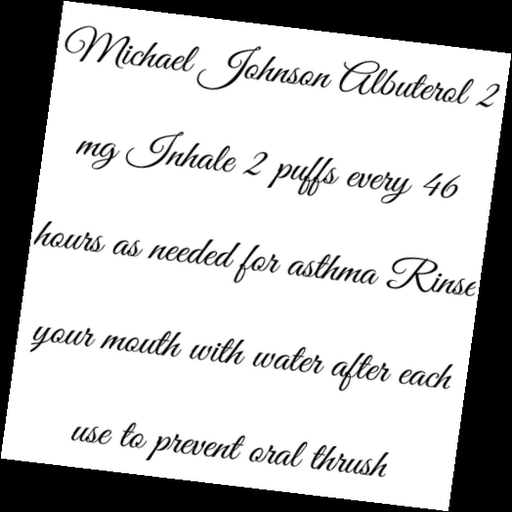 Michael Johnson Albuterol 2
mg Inhale 2 puffs every 46
hours as needed for asthma Rinse
your mouth with water after each
use to prevent oral thrush